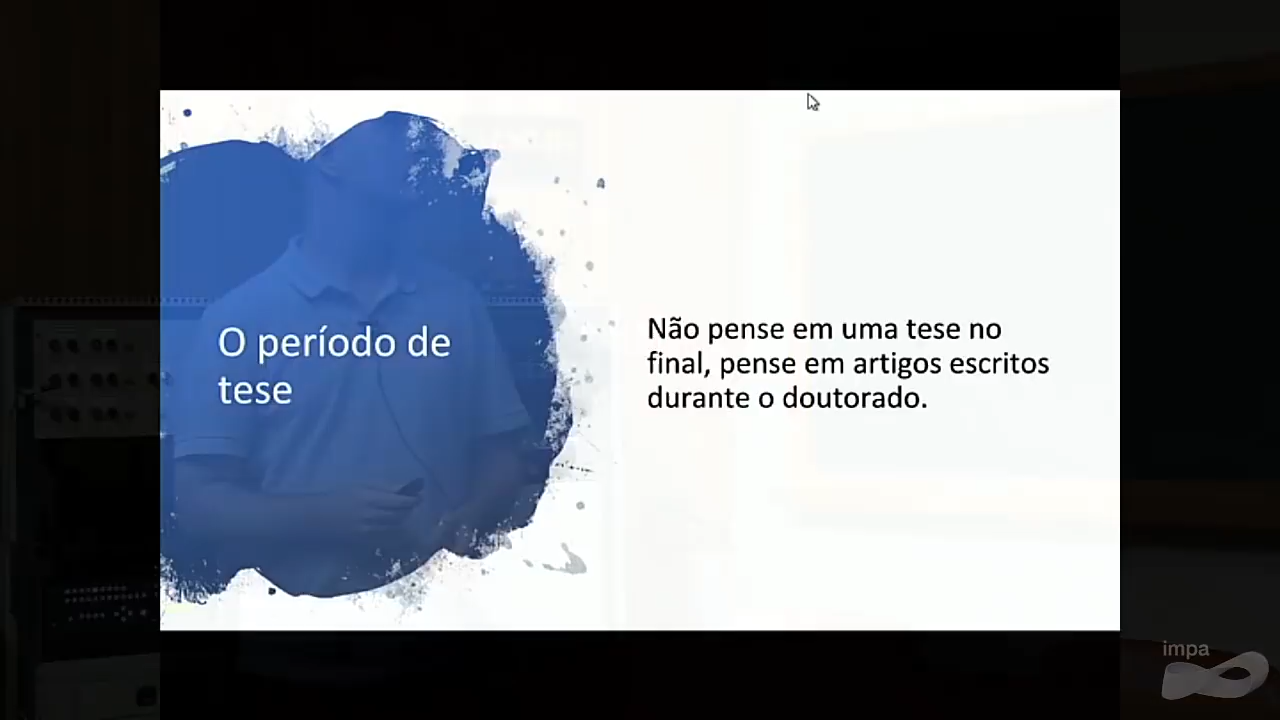 O período de
tese
Não pense em uma tese no
final, pense em artigos escritos
durante o doutorado.
impa